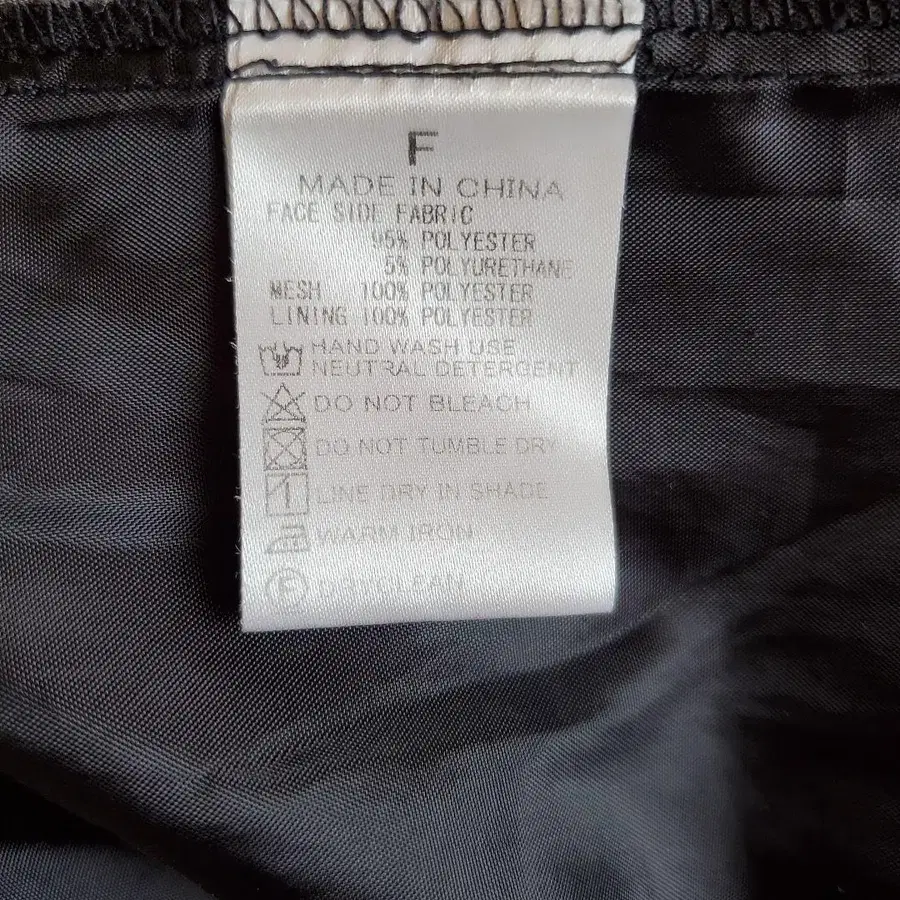 F
MADE IN CHINA
FACE SIDE FABRIC
95% POLYESTER
5% POLYURETHANE
MESH 100% POLYESTER
LINING 100% POLYESTER
HAND WASH USE
NEUTRAL DETERGENT
DO NOT BLEACH
DO NOT TUMBLE DRY
LINE DRY IN SHADE
WARM IRON
F DRYCLEAN